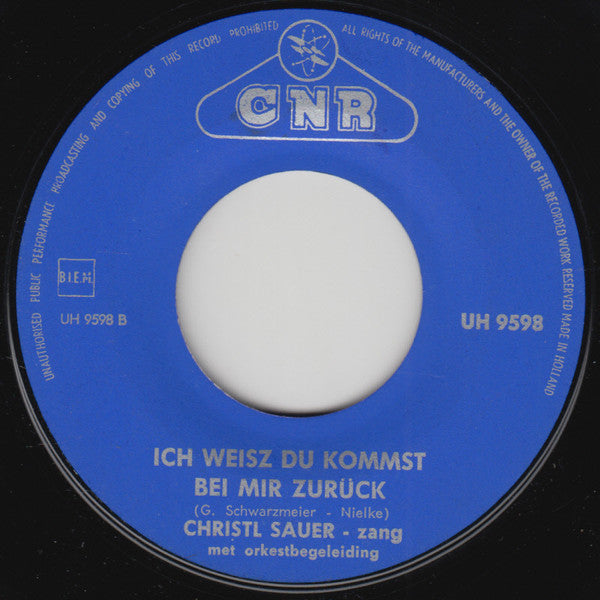 UNAUTHORISED PUBLIC PERFORMANCE BROADCASTING AND COPYING OF THIS RECORD PROHIBITED
ALL RIGHTS OF THE MANUFACTURERS AND THE OWNER OF THE RECORDED WORK RESERVED MADE IN HOLLAND
CNR
B.I.E.M.
UH 9598 B
UH 9598
ICH WEISZ DU KOMMST
BEI MIR ZURÜCK
(G. Schwarzmeier - Nielke)
CHRISTL SAUER - zang
met orkestbegeleiding